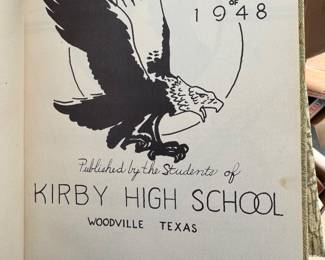 OF
1948
Published by the Students of
KIRBY HIGH SCHOOL
WOODVILLE TEXAS